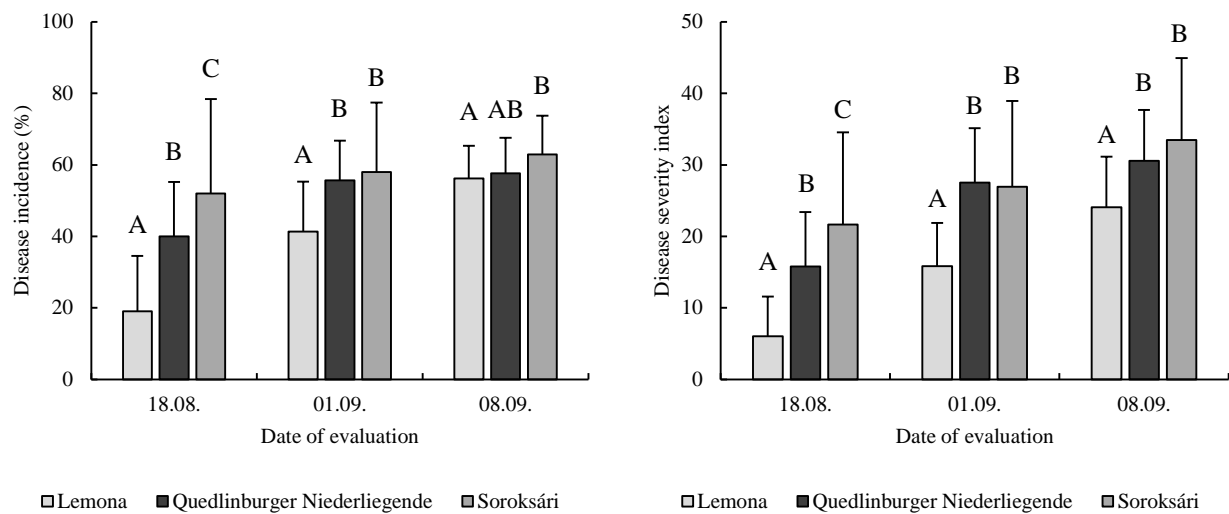 Disease incidence (%)
100
80
60
40
20
0
A
B
C
A
B
B
A
AB
B
18.08.
01.09.
08.09.
Date of evaluation
Lemona
Quedlinburger Niederliegende
Soroksári
Disease severity index
50
40
30
20
10
0
A
B
C
A
B
B
A
B
B
18.08.
01.09.
08.09.
Date of evaluation
Lemona
Quedlinburger Niederliegende
Soroksári